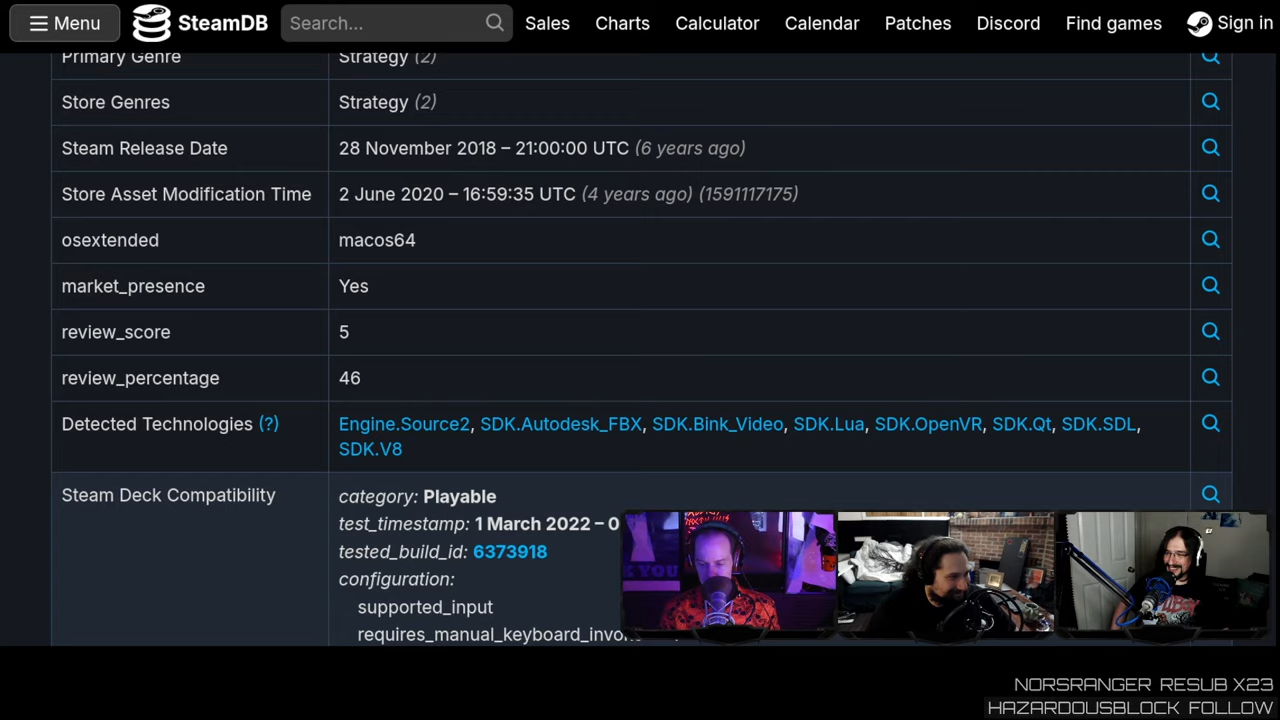 Menu SteamDB Search... Sales Charts Calculator Calendar Patches Discord Find games Sign in
Primary Genre Strategy (2)
Store Genres Strategy (2)
Steam Release Date 28 November 2018 – 21:00:00 UTC (6 years ago)
Store Asset Modification Time 2 June 2020 – 16:59:35 UTC (4 years ago) (1591117175)
osextended macos64
market_presence Yes
review_score 5
review_percentage 46
Detected Technologies (?) Engine.Source2, SDK.Autodesk_FBX, SDK.Bink_Video, SDK.Lua, SDK.OpenVR, SDK.Qt, SDK.SDL,
SDK.V8
Steam Deck Compatibility category: Playable
test_timestamp: 1 March 2022 – 0
tested_build_id: 6373918
configuration:
supported_input
requires_manual_keyboard_invo
NORSRANGER RESUB X23
HAZARDOUSBLOCK FOLLOW